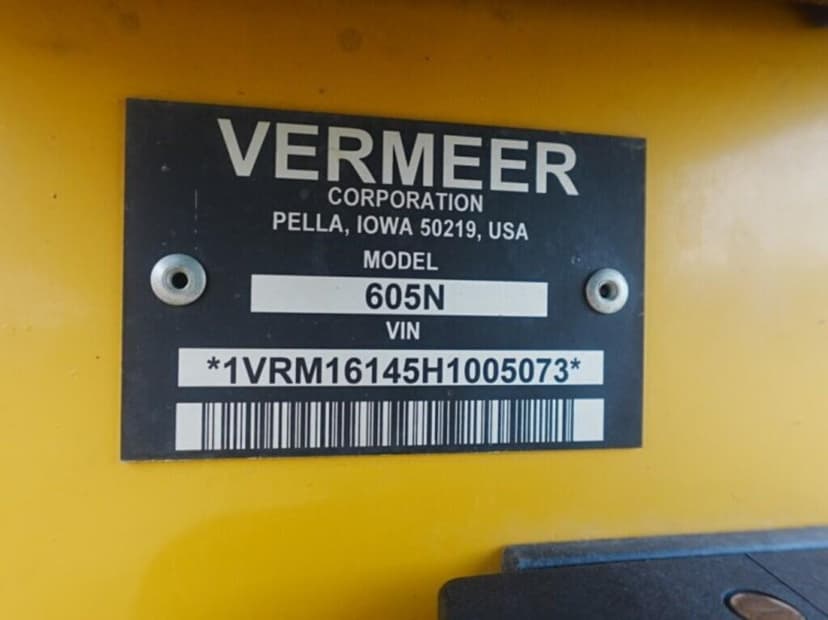 VERMEER
CORPORATION
PELLA, IOWA 50219, USA
MODEL
605N
VIN
*1VRM16145H1005073*